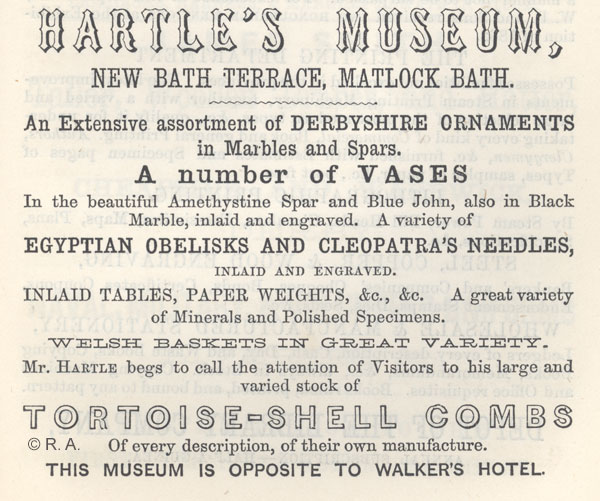 HARTLE'S MUSEUM,
NEW BATH TERRACE, MATLOCK BATH.
An Extensive assortment of DERBYSHIRE ORNAMENTS
in Marbles and Spars.
A number of VASES
In the beautiful Amethystine Spar and Blue John, also in Black
Marble, inlaid and engraved. A variety of
EGYPTIAN OBELISKS AND CLEOPATRA'S NEEDLES,
INLAID AND ENGRAVED.
INLAID TABLES, PAPER WEIGHTS, &c., &c. A great variety
of Minerals and Polished Specimens.
WELSH BASKETS IN GREAT VARIETY.
Mr. HARTLE begs to call the attention of Visitors to his large and
varied stock of
TORTOISE-SHELL COMBS
© R. A. Of every description, of their own manufacture.
THIS MUSEUM IS OPPOSITE TO WALKER'S HOTEL.